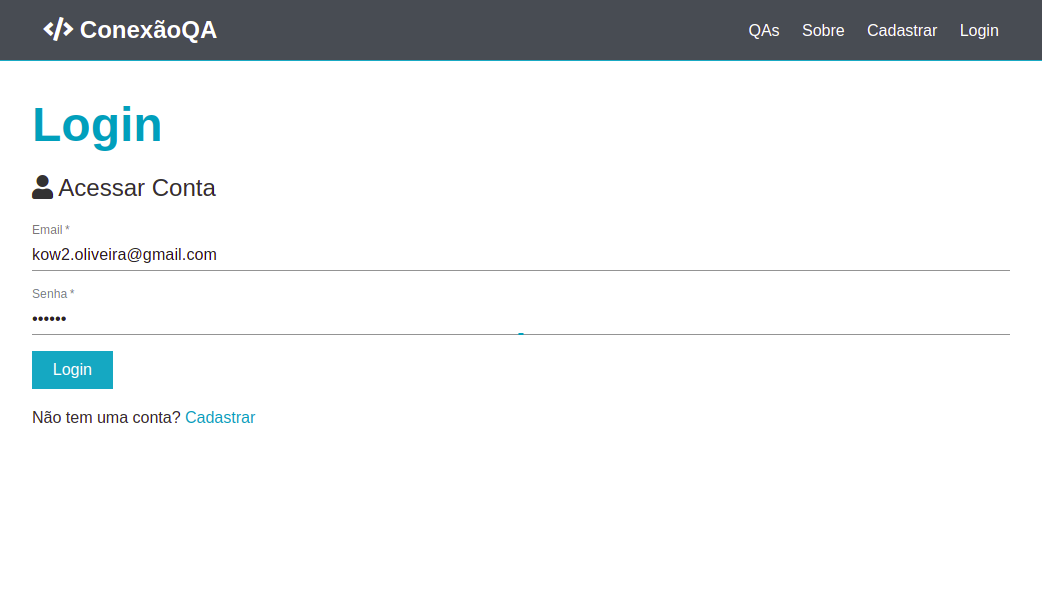 ConexãoQA
QAs Sobre Cadastrar Login
Login
Acessar Conta
Email *
kow2.oliveira@gmail.com
Senha *
••••••
Login
Não tem uma conta? Cadastrar